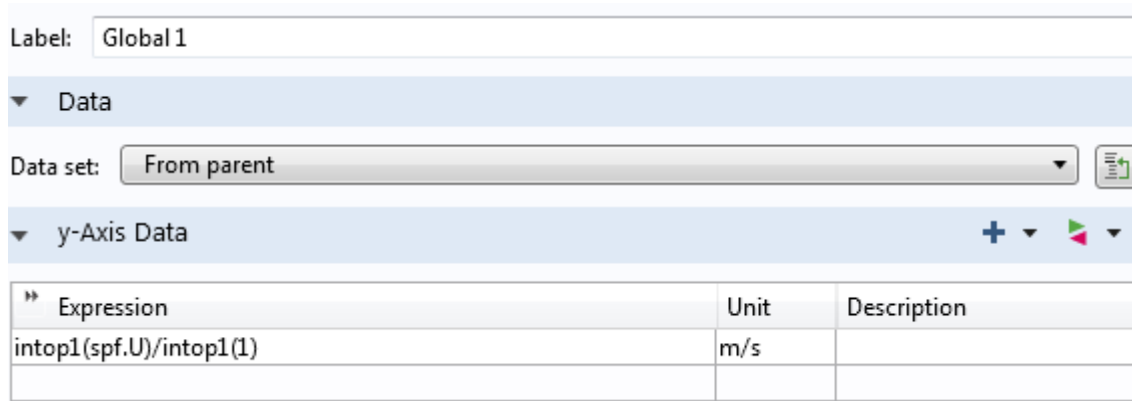 Label: Global 1
Data
Data set: From parent
y-Axis Data
Expression Unit Description
intop1(spf.U)/intop1(1) m/s